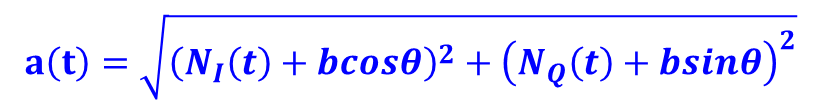 a(t) = √((N_I(t) + bcosθ)² + (N_Q(t) + bsinθ)²)